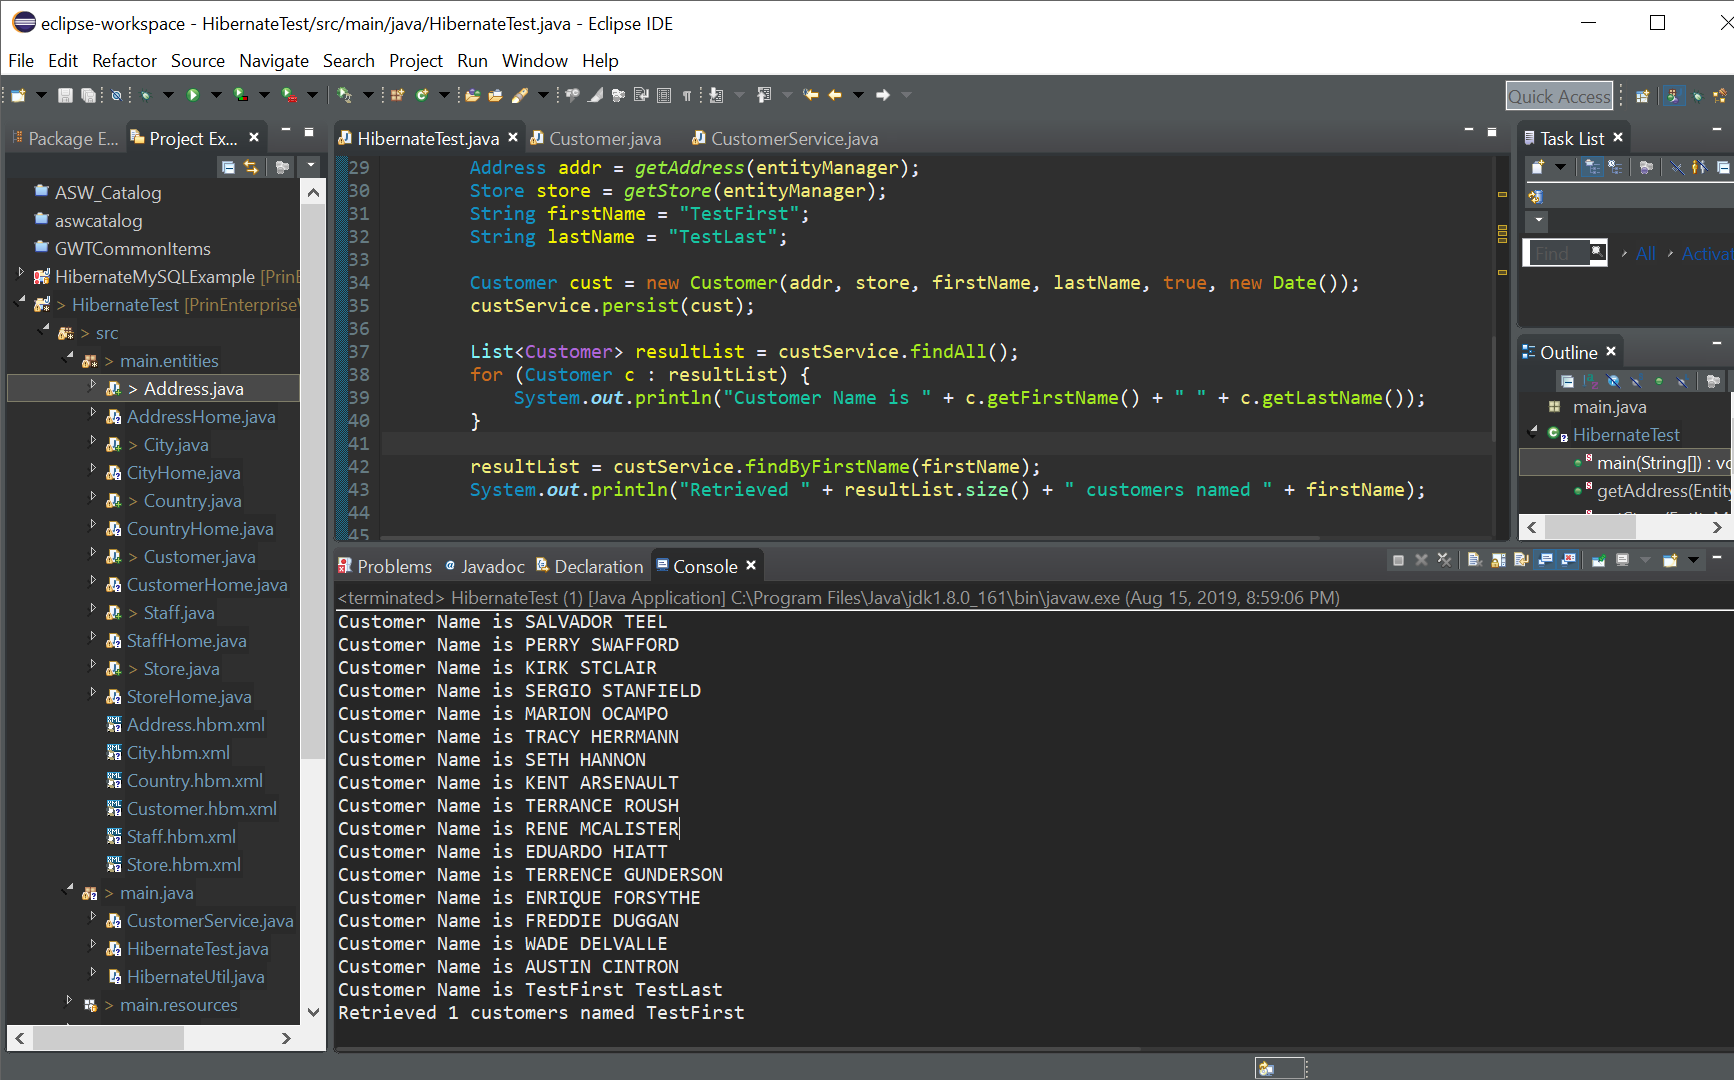 eclipse-workspace - HibernateTest/src/main/java/HibernateTest.java - Eclipse IDE
File Edit Refactor Source Navigate Search Project Run Window Help
Quick Access
Package E... Project Ex...
ASW_Catalog
aswcatalog
GWTCommonItems
HibernateMySQLExample [PrinE
> HibernateTest [PrinEnterprise
> src
> main.entities
> Address.java
AddressHome.java
> City.java
CityHome.java
> Country.java
CountryHome.java
> Customer.java
CustomerHome.java
> Staff.java
StaffHome.java
> Store.java
StoreHome.java
Address.hbm.xml
City.hbm.xml
Country.hbm.xml
Customer.hbm.xml
Staff.hbm.xml
Store.hbm.xml
> main.java
CustomerService.java
HibernateTest.java
HibernateUtil.java
> main.resources
HibernateTest.java Customer.java CustomerService.java
29 Address addr = getAddress(entityManager);
30 Store store = getStore(entityManager);
31 String firstName = "TestFirst";
32 String lastName = "TestLast";
33
34 Customer cust = new Customer(addr, store, firstName, lastName, true, new Date());
35 custService.persist(cust);
36
37 List<Customer> resultList = custService.findAll();
38 for (Customer c : resultList) {
39 System.out.println("Customer Name is " + c.getFirstName() + " " + c.getLastName());
40 }
41
42 resultList = custService.findByFirstName(firstName);
43 System.out.println("Retrieved " + resultList.size() + " customers named " + firstName);
44
45
Problems Javadoc Declaration Console
<terminated> HibernateTest (1) [Java Application] C:\Program Files\Java\jdk1.8.0_161\bin\javaw.exe (Aug 15, 2019, 8:59:06 PM)
Customer Name is SALVADOR TEEL
Customer Name is PERRY SWAFFORD
Customer Name is KIRK STCLAIR
Customer Name is SERGIO STANFIELD
Customer Name is MARION OCAMPO
Customer Name is TRACY HERRMANN
Customer Name is SETH HANNON
Customer Name is KENT ARSENAULT
Customer Name is TERRANCE ROUSH
Customer Name is RENE MCALISTER
Customer Name is EDUARDO HIATT
Customer Name is TERRENCE GUNDERSON
Customer Name is ENRIQUE FORSYTHE
Customer Name is FREDDIE DUGGAN
Customer Name is WADE DELVALLE
Customer Name is AUSTIN CINTRON
Customer Name is TestFirst TestLast
Retrieved 1 customers named TestFirst
Task List
Find All Activat
Outline
main.java
HibernateTest
main(String[]) : vo
getAddress(Entity